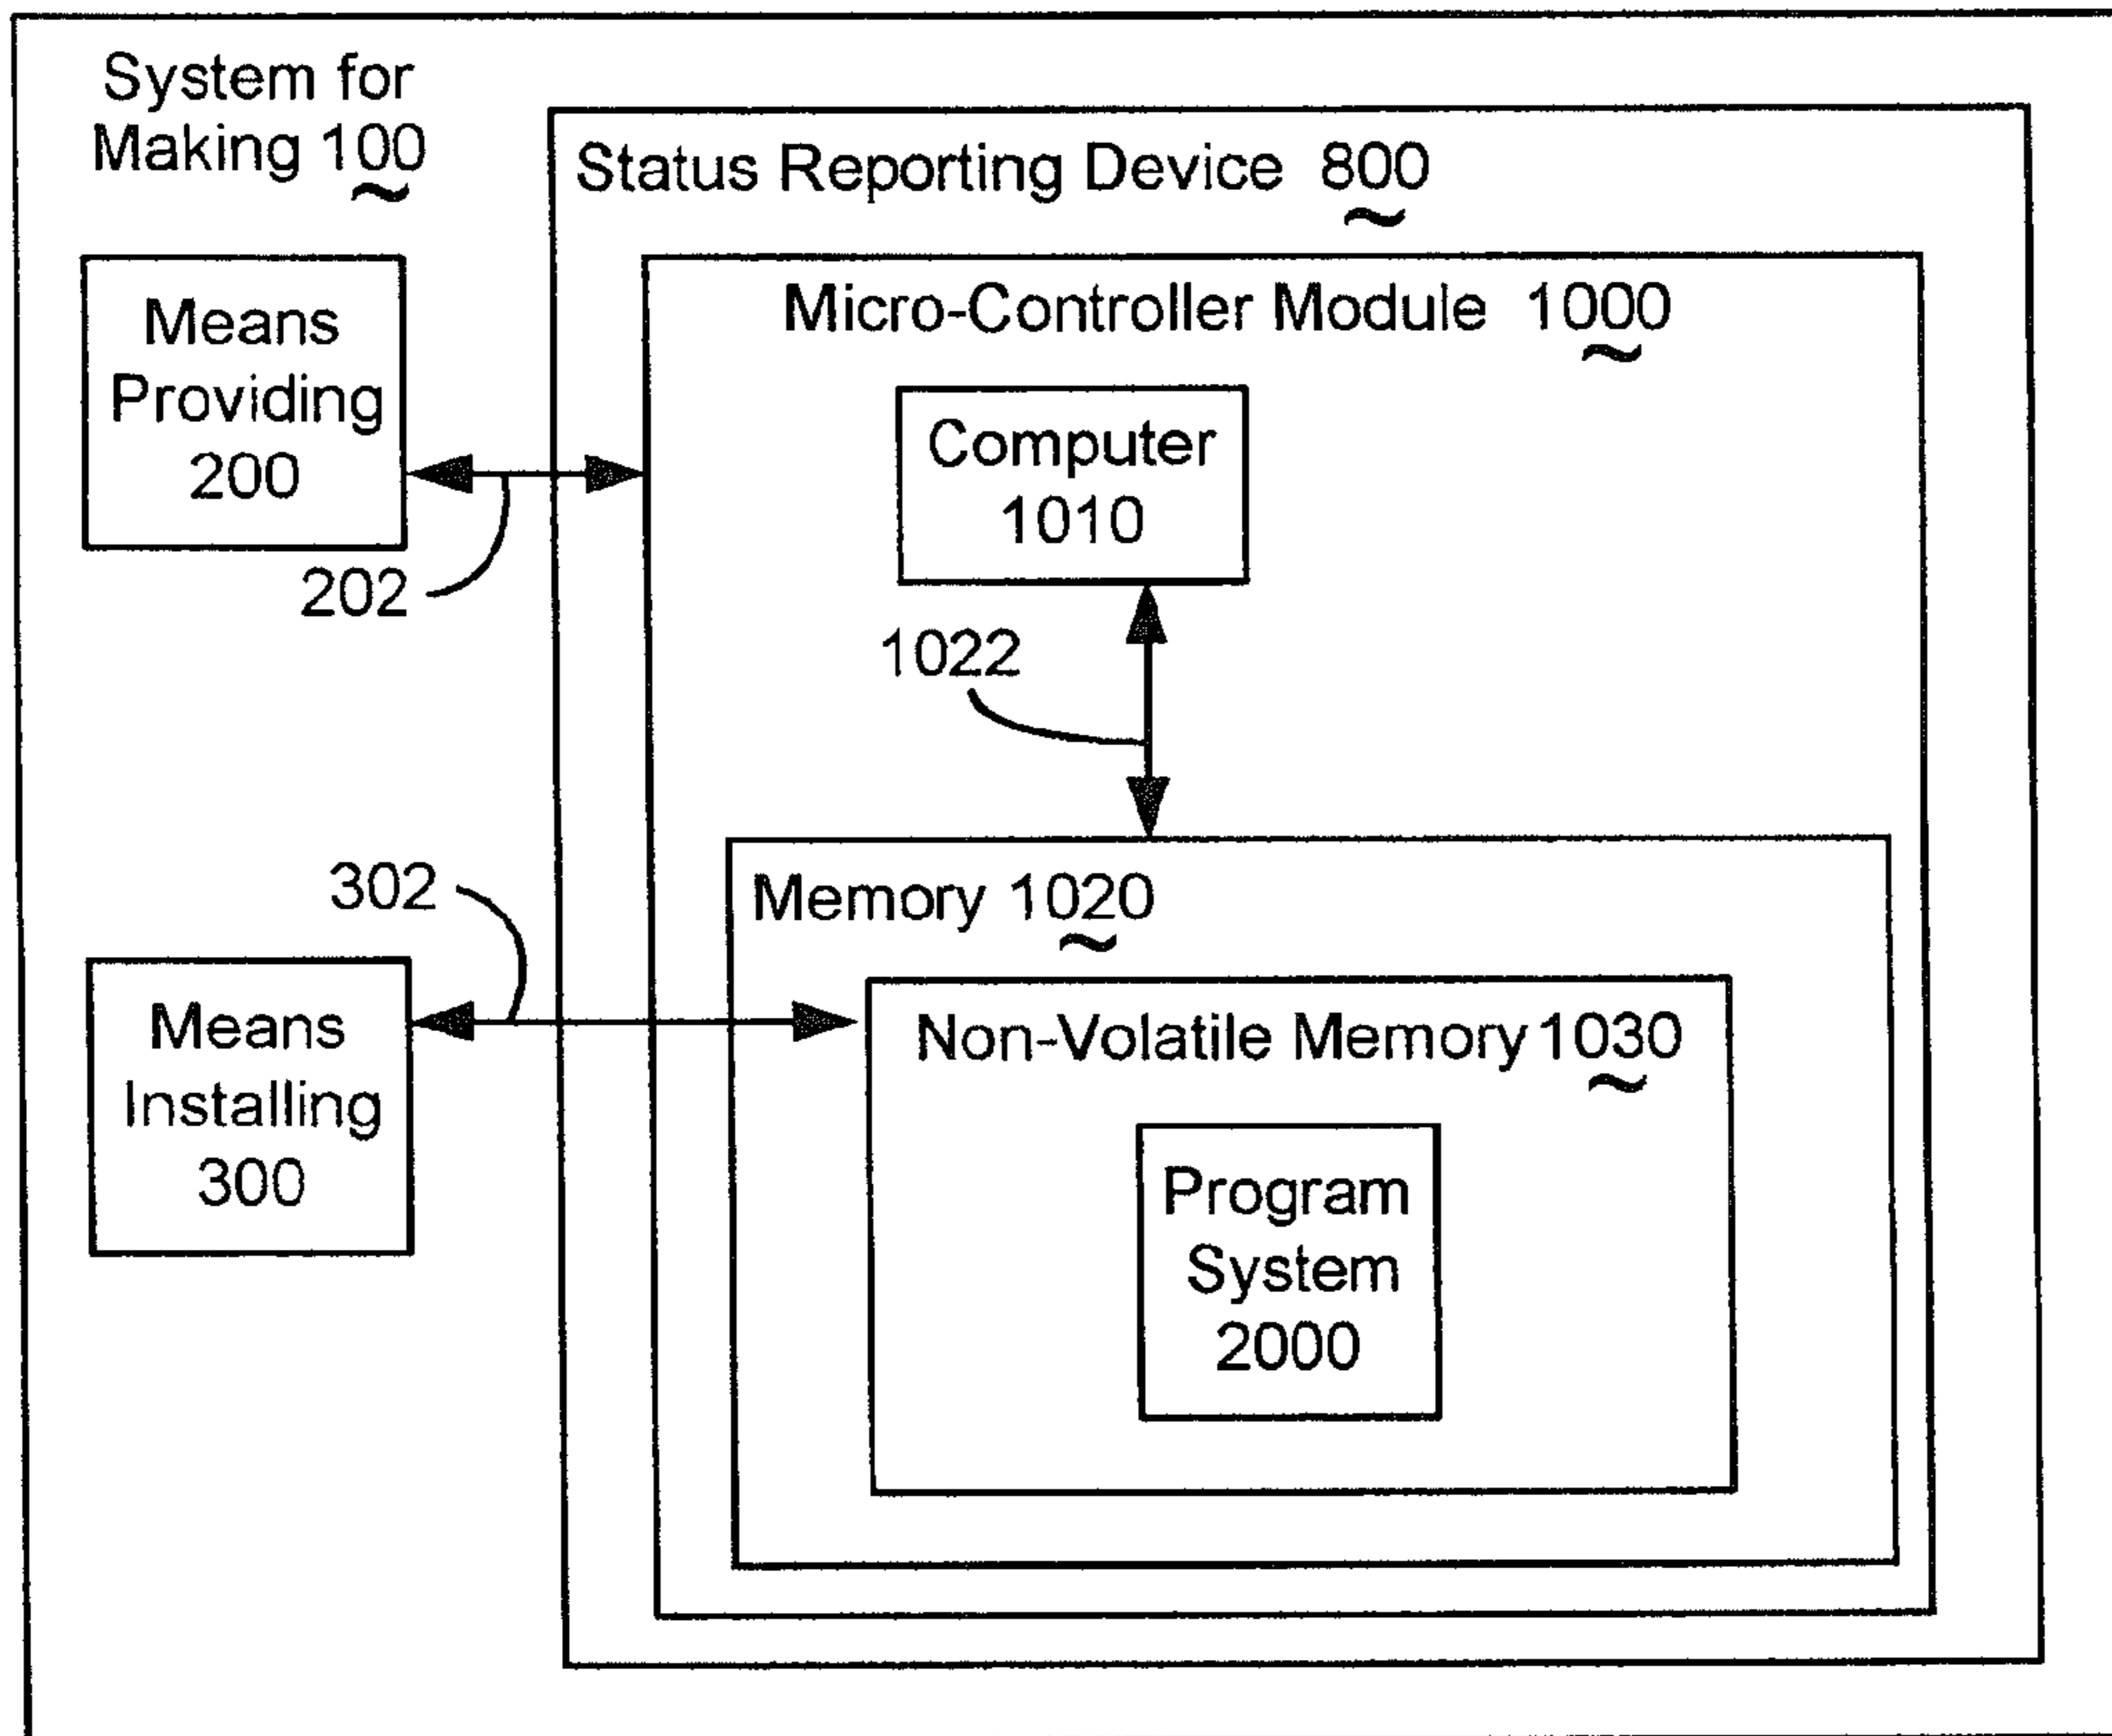 System for
Making 100
Status Reporting Device 800
Means
Providing
200
Micro-Controller Module 1000
Computer
1010
202
1022
302
Memory 1020
Means
Installing
300
Non-Volatile Memory 1030
Program
System
2000